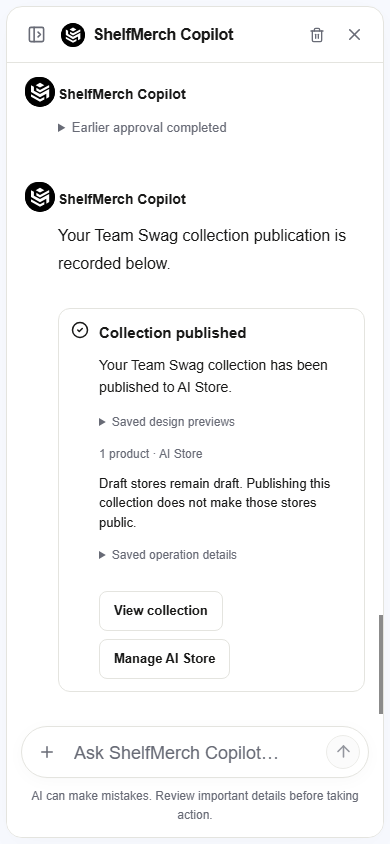 ShelfMerch Copilot
ShelfMerch Copilot
Earlier approval completed
ShelfMerch Copilot
Your Team Swag collection publication is
recorded below.
Collection published
Your Team Swag collection has been
published to AI Store.
Saved design previews
1 product · AI Store
Draft stores remain draft. Publishing this
collection does not make those stores
public.
Saved operation details
View collection
Manage AI Store
Ask ShelfMerch Copilot…
AI can make mistakes. Review important details before taking
action.